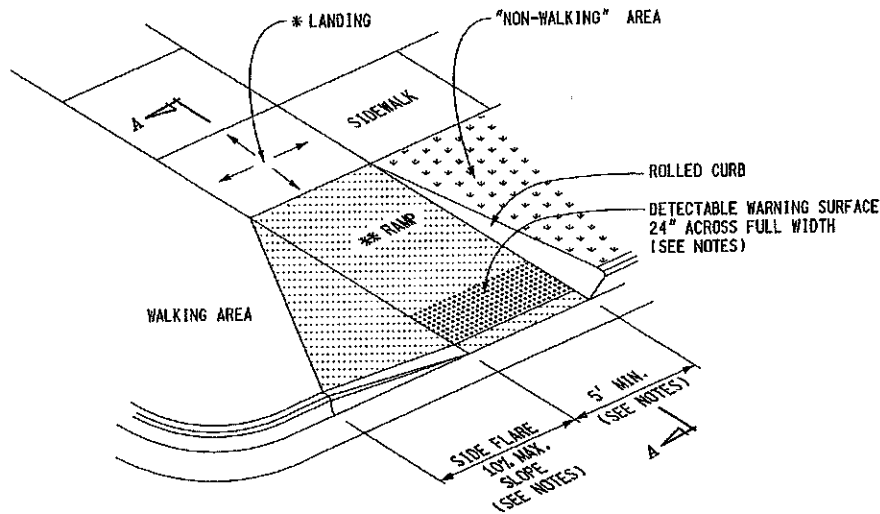 * LANDING
"NON-WALKING" AREA
A
SIDEWALK
ROLLED CURB
** RAMP
DETECTABLE WARNING SURFACE
24" ACROSS FULL WIDTH
(SEE NOTES)
WALKING AREA
5' MIN.
(SEE NOTES)
SIDE FLARE
10% MAX.
SLOPE
(SEE NOTES)
A